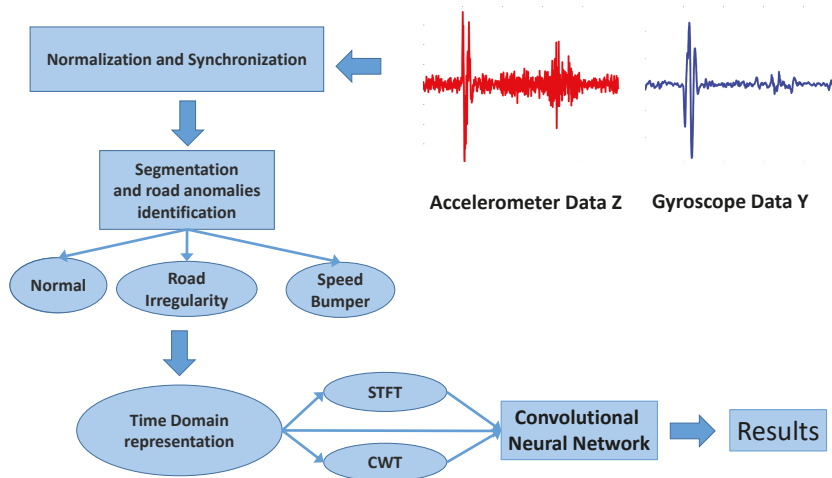 Normalization and Synchronization
Accelerometer Data Z
Gyroscope Data Y
Segmentation
and road anomalies
identification
Normal
Road
Irregularity
Speed
Bumper
Time Domain
representation
STFT
CWT
Convolutional
Neural Network
Results